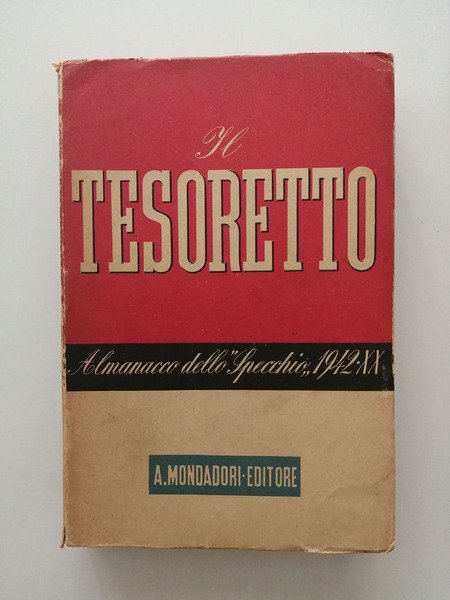 Il
TESORETTO
Almanacco dello "Specchio„ 1942·XX
A. MONDADORI·EDITORE